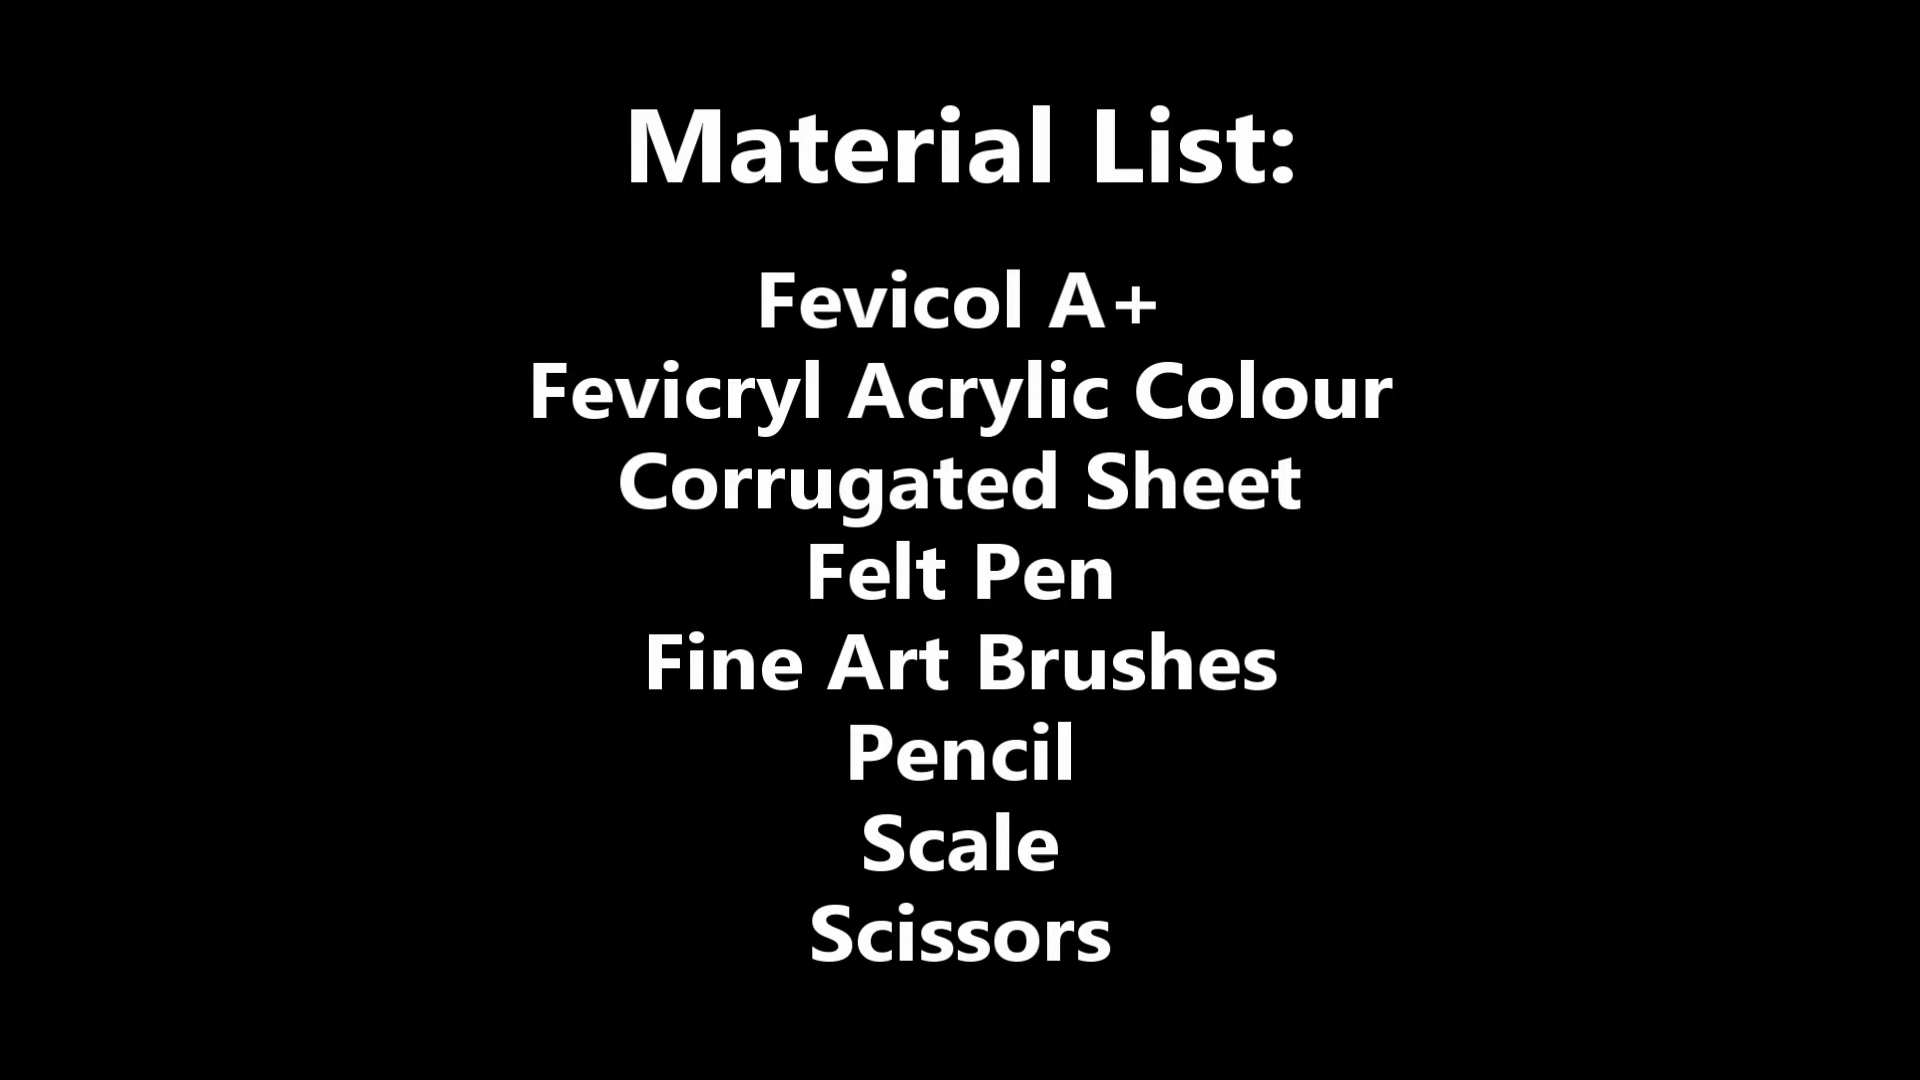 Material List:
Fevicol A+
Fevicryl Acrylic Colour
Corrugated Sheet
Felt Pen
Fine Art Brushes
Pencil
Scale
Scissors